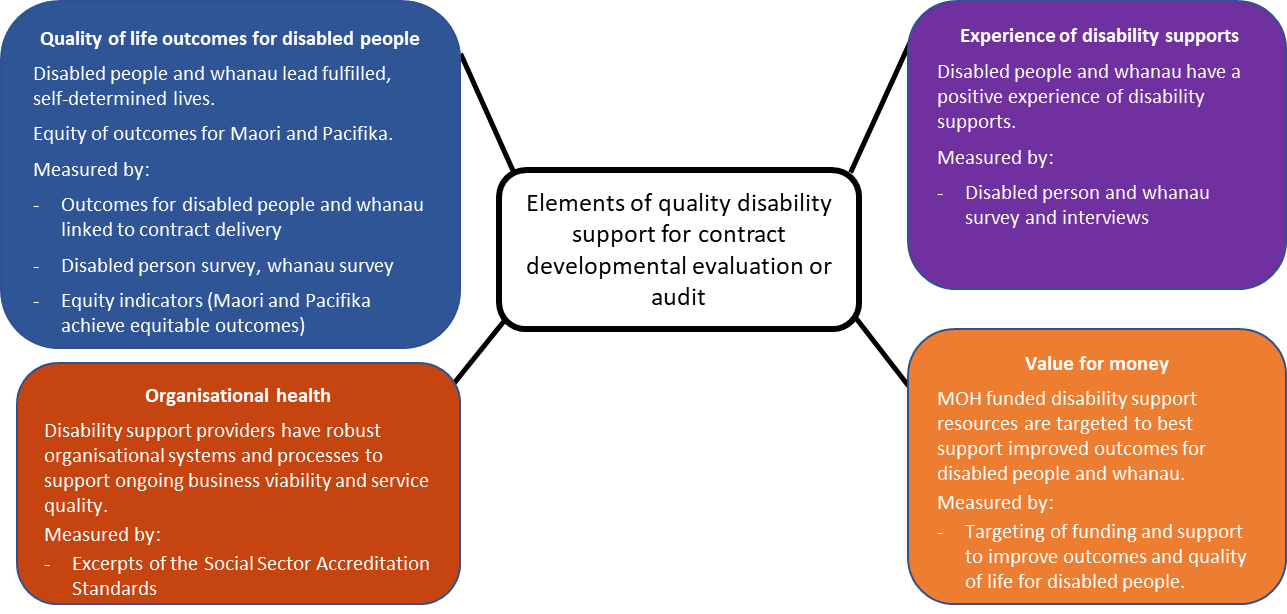 Quality of life outcomes for disabled people
Disabled people and whanau lead fulfilled,
self-determined lives.
Equity of outcomes for Maori and Pacifika.
Measured by:
- Outcomes for disabled people and whanau
linked to contract delivery
- Disabled person survey, whanau survey
- Equity indicators (Maori and Pacifika
achieve equitable outcomes)
Experience of disability supports
Disabled people and whanau have a
positive experience of disability
supports.
Measured by:
- Disabled person and whanau
survey and interviews
Elements of quality disability
support for contract
developmental evaluation or
audit
Organisational health
Disability support providers have robust
organisational systems and processes to
support ongoing business viability and service
quality.
Measured by:
- Excerpts of the Social Sector Accreditation
Standards
Value for money
MOH funded disability support
resources are targeted to best
support improved outcomes for
disabled people and whanau.
Measured by:
- Targeting of funding and support
to improve outcomes and quality
of life for disabled people.